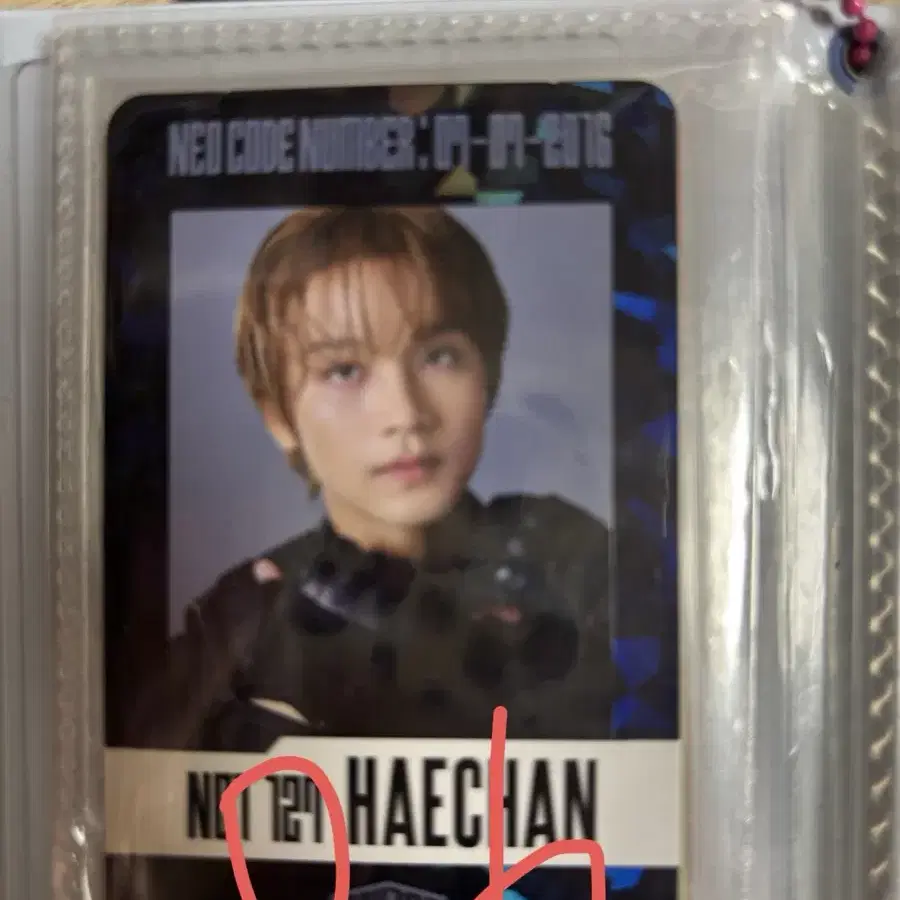 NEO CODE NUMBER : 07-07-2016
NCT 127 HAECHAN